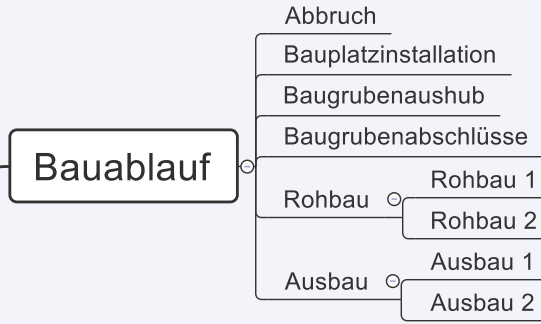 Abbruch
Bauplatzinstallation
Baugrubenaushub
Baugrubenabschlüsse
Bauablauf
Rohbau
Rohbau 1
Rohbau 2
Ausbau
Ausbau 1
Ausbau 2